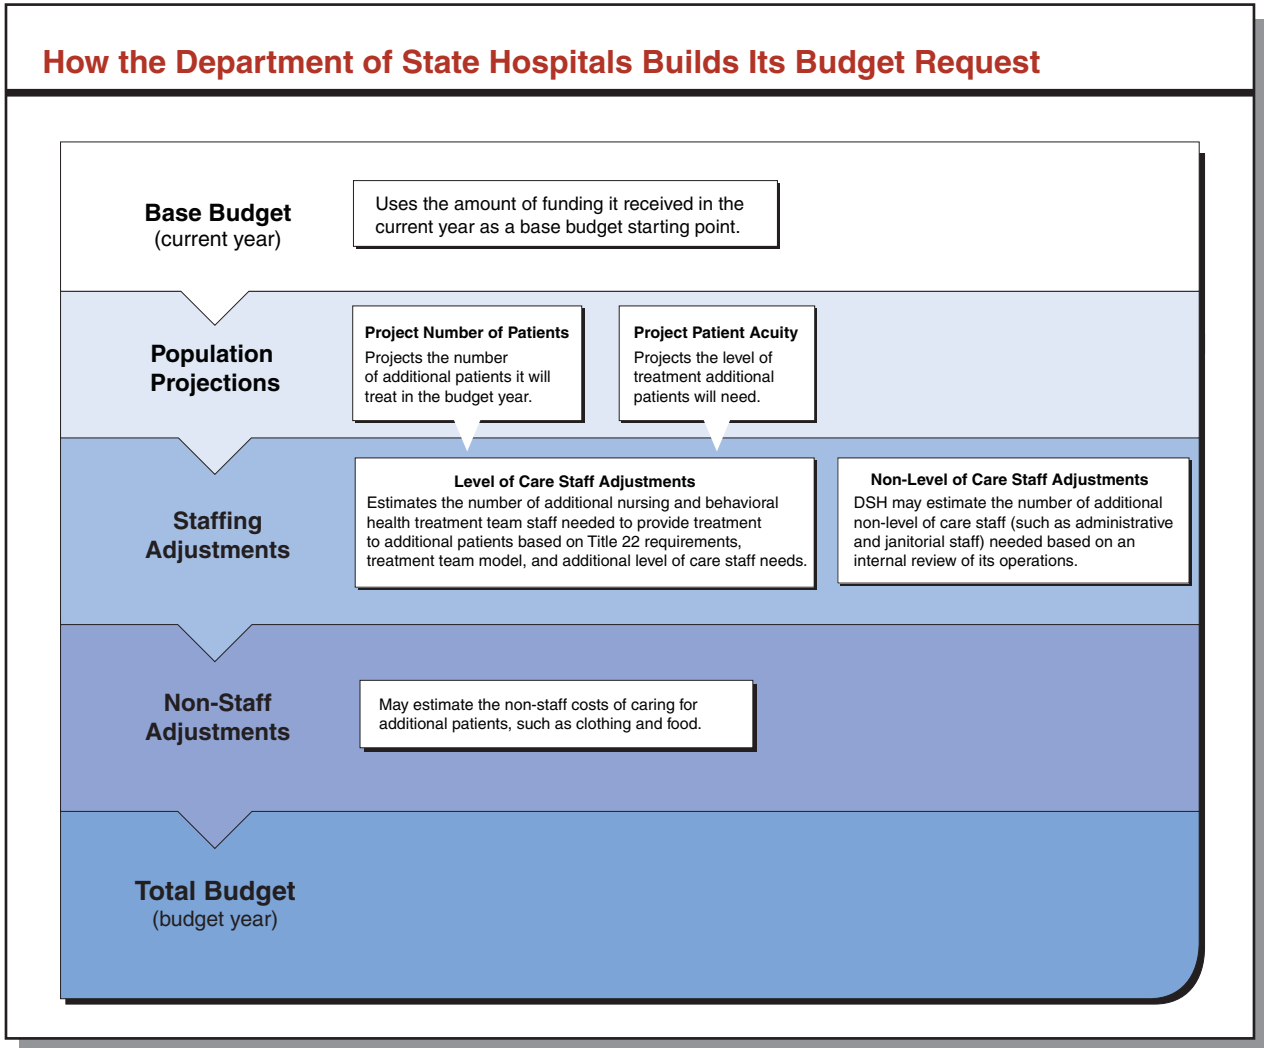 How the Department of State Hospitals Builds Its Budget Request
Base Budget
(current year)
Uses the amount of funding it received in the
current year as a base budget starting point.
Population
Projections
Project Number of Patients
Projects the number
of additional patients it will
treat in the budget year.
Project Patient Acuity
Projects the level of
treatment additional
patients will need.
Staffing
Adjustments
Level of Care Staff Adjustments
Estimates the number of additional nursing and behavioral
health treatment team staff needed to provide treatment
to additional patients based on Title 22 requirements,
treatment team model, and additional level of care staff needs.
Non-Level of Care Staff Adjustments
DSH may estimate the number of additional
non-level of care staff (such as administrative
and janitorial staff) needed based on an
internal review of its operations.
Non-Staff
Adjustments
May estimate the non-staff costs of caring for
additional patients, such as clothing and food.
Total Budget
(budget year)